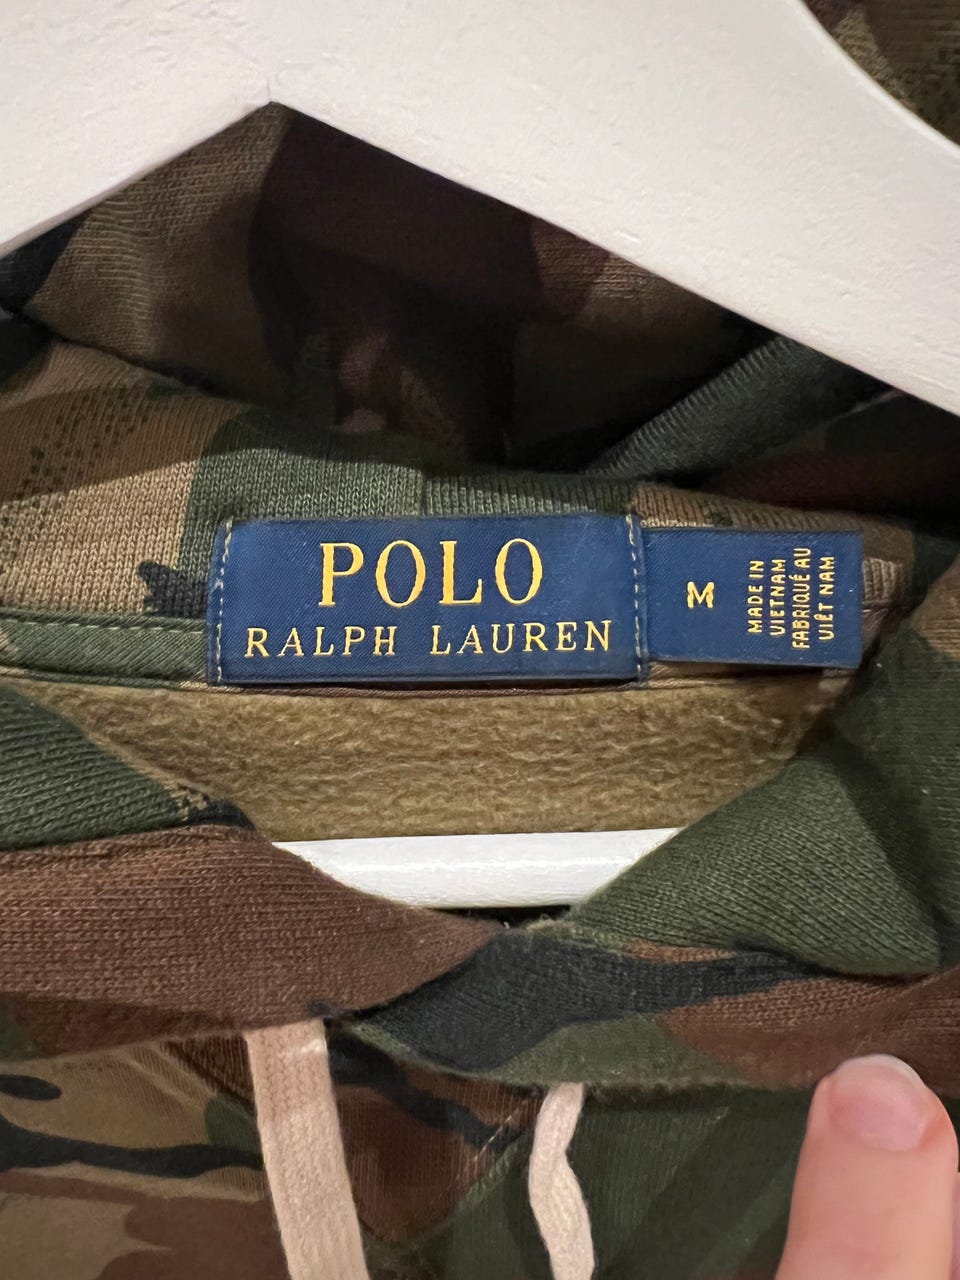 POLO
RALPH LAUREN
M
MADE IN
VIETNAM
FABRIQUÉ AU
VIÊT NAM